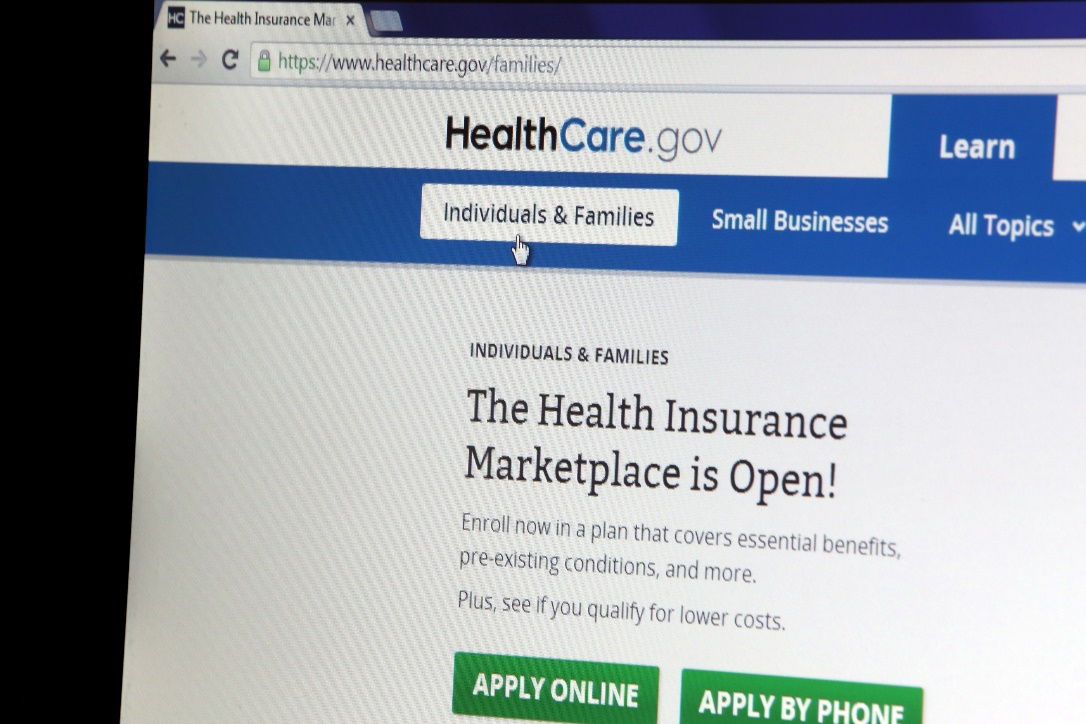 HC The Health Insurance Mar
https://www.healthcare.gov/families/
HealthCare.gov
Learn
Individuals & Families
Small Businesses
All Topics
INDIVIDUALS & FAMILIES
The Health Insurance
Marketplace is Open!
Enroll now in a plan that covers essential benefits,
pre-existing conditions, and more.
Plus, see if you qualify for lower costs.
APPLY ONLINE
APPLY BY PHONE